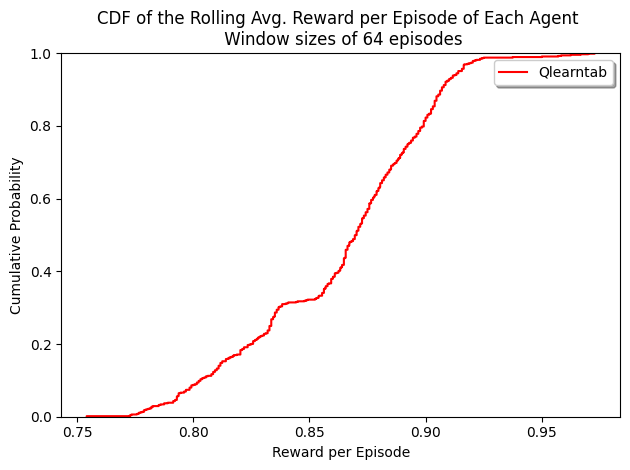 CDF of the Rolling Avg. Reward per Episode of Each Agent
Window sizes of 64 episodes
Qlearntab
1.0
0.8
0.6
0.4
0.2
0.0
Cumulative Probability
0.75
0.80
0.85
0.90
0.95
Reward per Episode